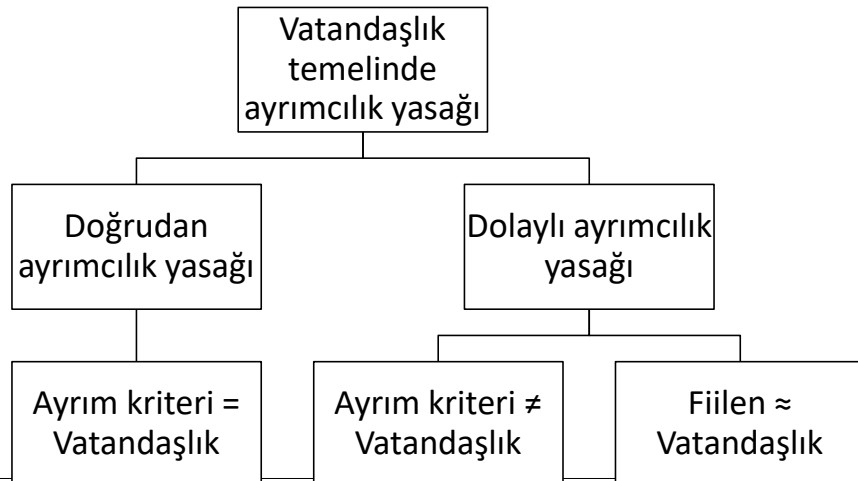 Vatandaşlık
temelinde
ayrımcılık yasağı
Doğrudan
ayrımcılık yasağı
Dolaylı ayrımcılık
yasağı
Ayrım kriteri =
Vatandaşlık
Ayrım kriteri ≠
Vatandaşlık
Fiilen ≈
Vatandaşlık